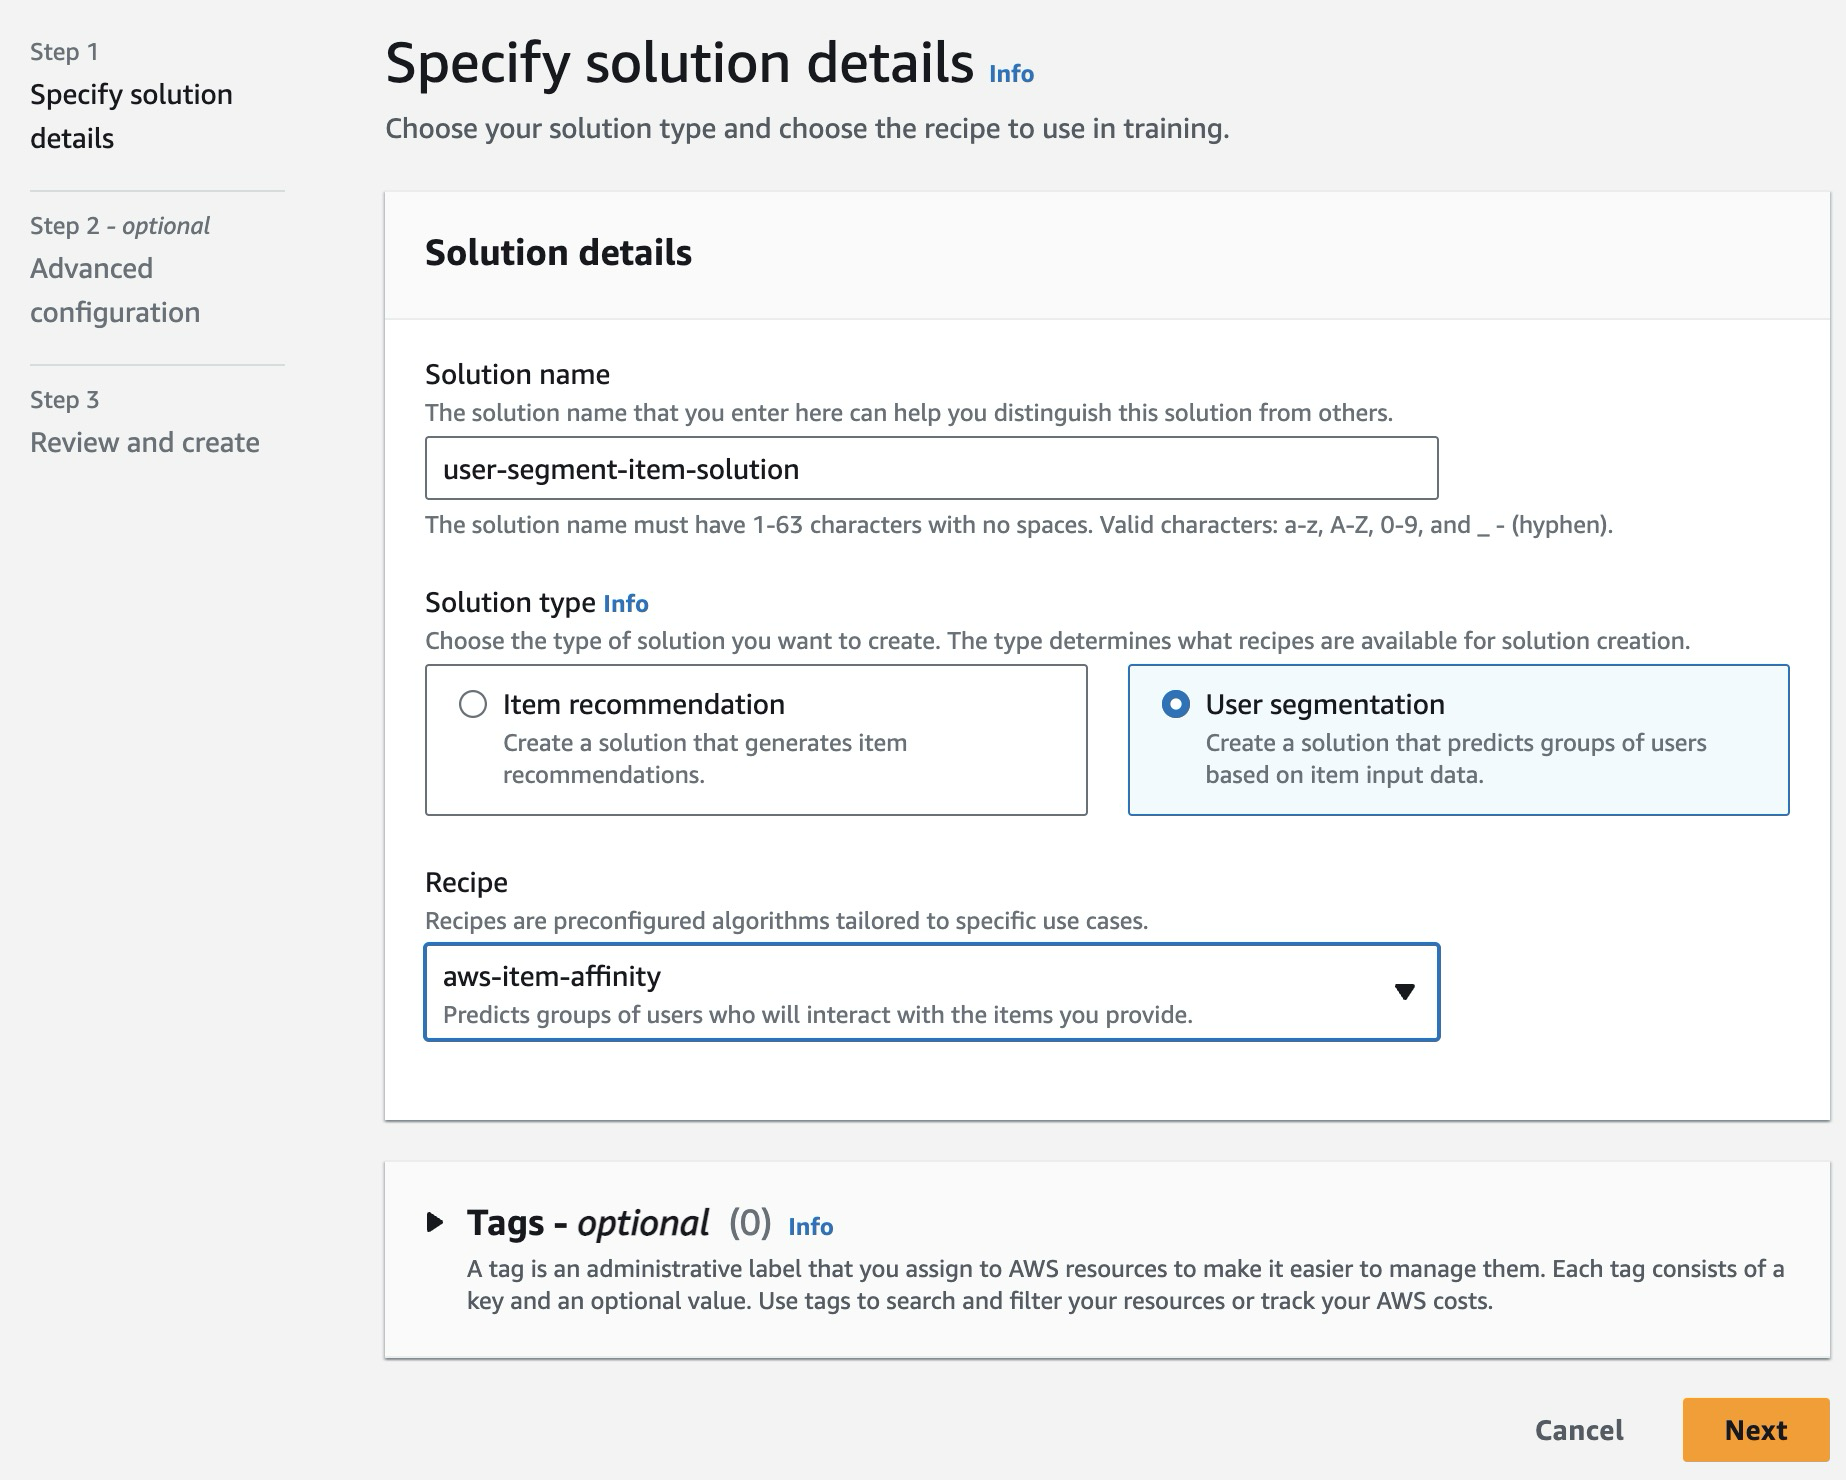 Step 1
Specify solution
details
Step 2 - optional
Advanced
configuration
Step 3
Review and create
Specify solution details Info
Choose your solution type and choose the recipe to use in training.
Solution details
Solution name
The solution name that you enter here can help you distinguish this solution from others.
user-segment-item-solution
The solution name must have 1-63 characters with no spaces. Valid characters: a-z, A-Z, 0-9, and _ - (hyphen).
Solution type Info
Choose the type of solution you want to create. The type determines what recipes are available for solution creation.
Item recommendation
Create a solution that generates item
recommendations.
User segmentation
Create a solution that predicts groups of users
based on item input data.
Recipe
Recipes are preconfigured algorithms tailored to specific use cases.
aws-item-affinity
Predicts groups of users who will interact with the items you provide.
Tags - optional (0) Info
A tag is an administrative label that you assign to AWS resources to make it easier to manage them. Each tag consists of a
key and an optional value. Use tags to search and filter your resources or track your AWS costs.
Cancel
Next